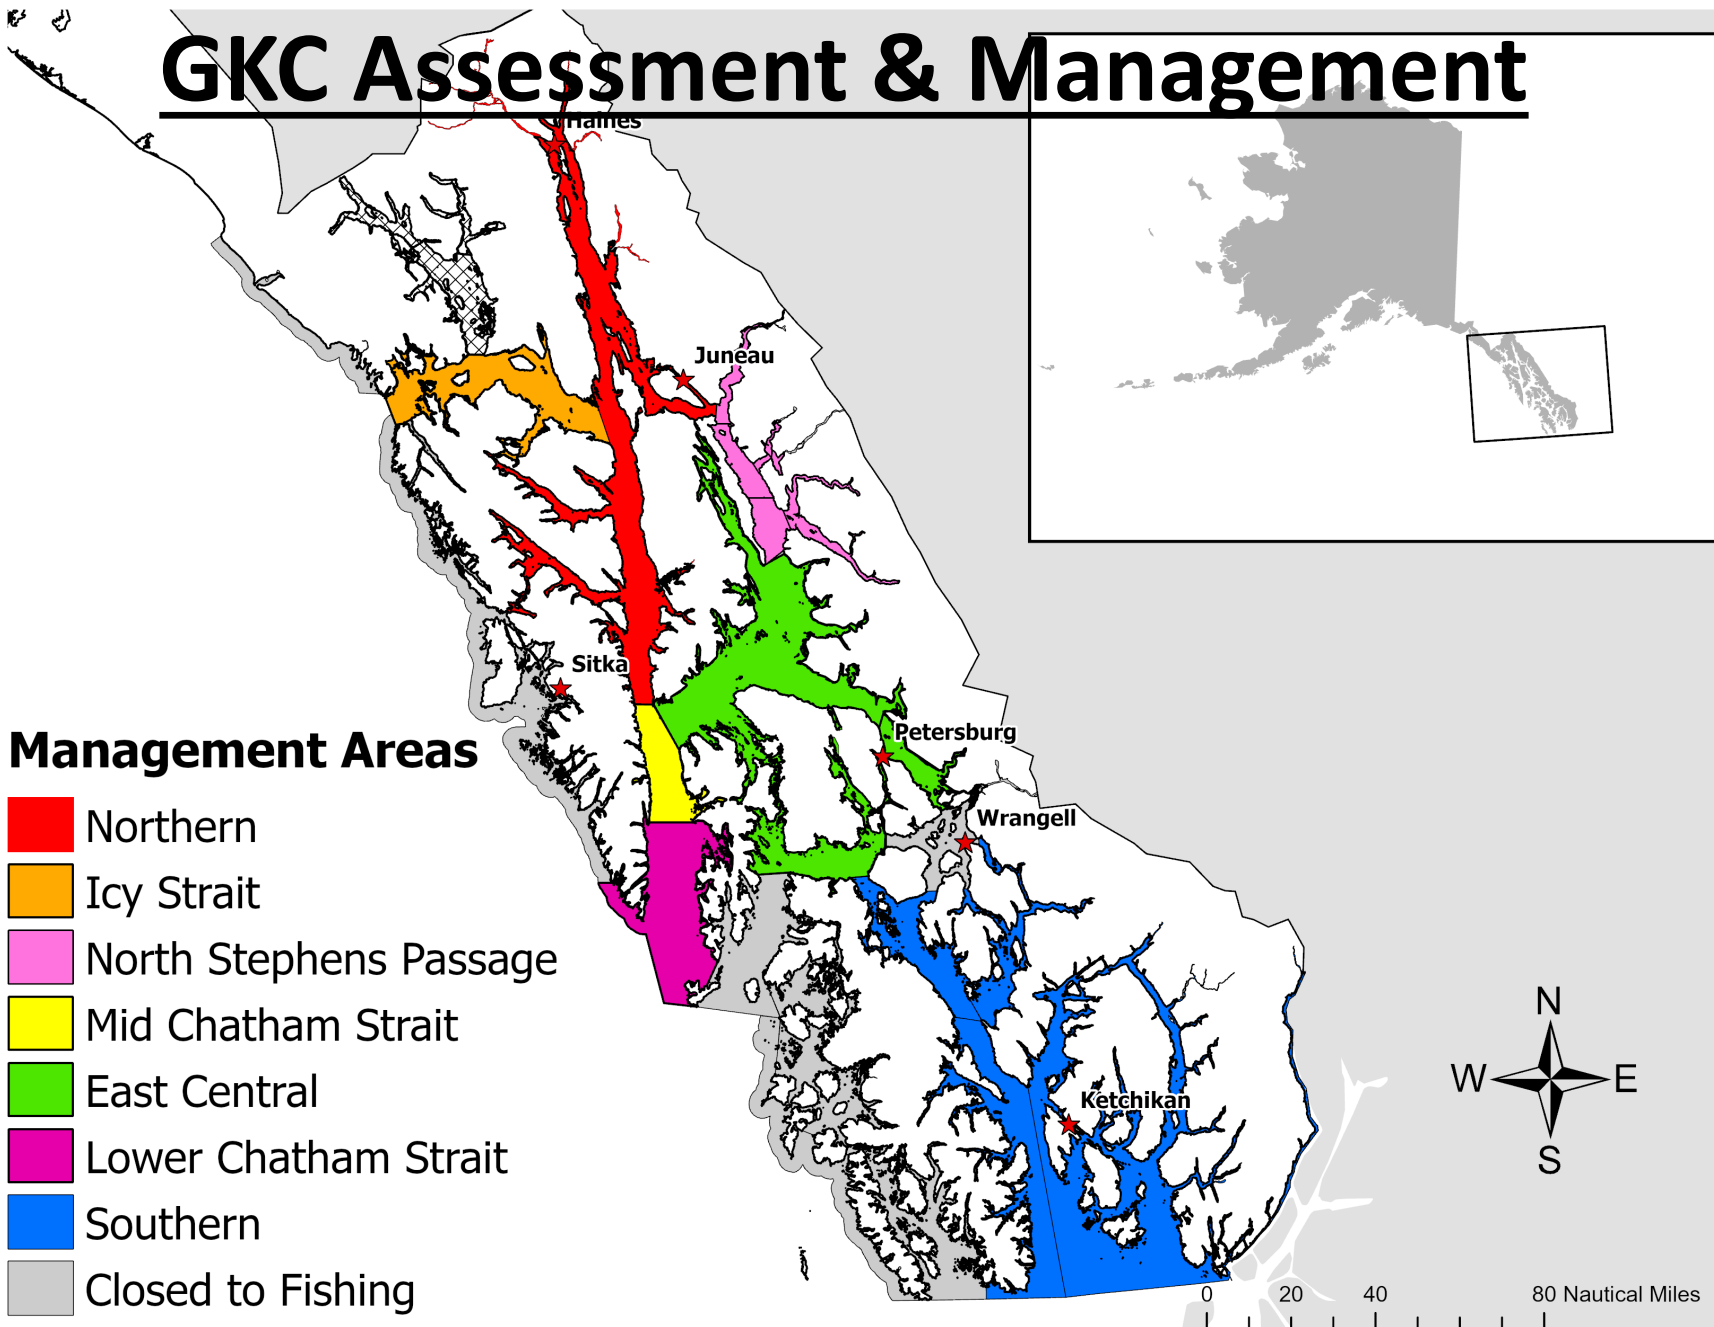 GKC Assessment & Management
Haines
Juneau
Sitka
Petersburg
Wrangell
Ketchikan
Management Areas
Northern
Icy Strait
North Stephens Passage
Mid Chatham Strait
East Central
Lower Chatham Strait
Southern
Closed to Fishing
N
W E
S
0 20 40 80 Nautical Miles